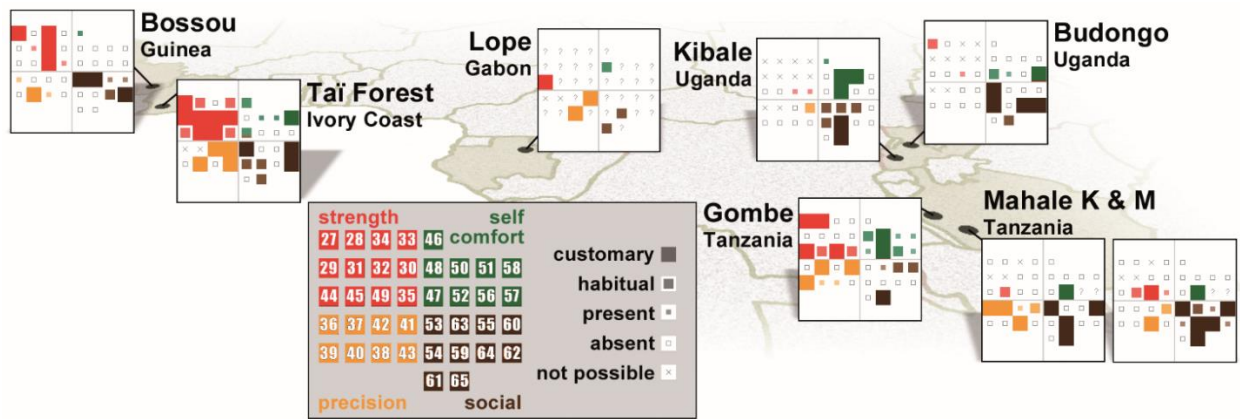 Bossou
Guinea
Taï Forest
Ivory Coast
Lope
Gabon
Kibale
Uganda
Budongo
Uganda
Gombe
Tanzania
Mahale K & M
Tanzania
strength
self
comfort
27 28 34 33 46
29 31 32 30 48 50 51 58
44 45 49 35 47 52 56 57
36 37 42 41 53 63 55 60
39 40 38 43 54 59 64 62
61 65
precision
social
customary
habitual
present
absent
not possible